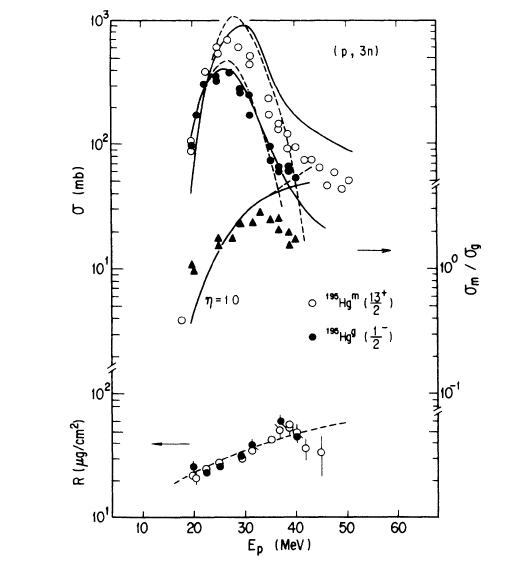 10³
(p, 3n)
10²
σ (mb)
10¹
10⁰
σm / σg
η = 1.0
○ ¹⁹⁵Hgᵐ (13⁺/2)
● ¹⁹⁵Hgᵍ (1⁻/2)
10²
10⁻¹
R (μg/cm²)
10¹
10 20 30 40 50 60
Eₚ (MeV)